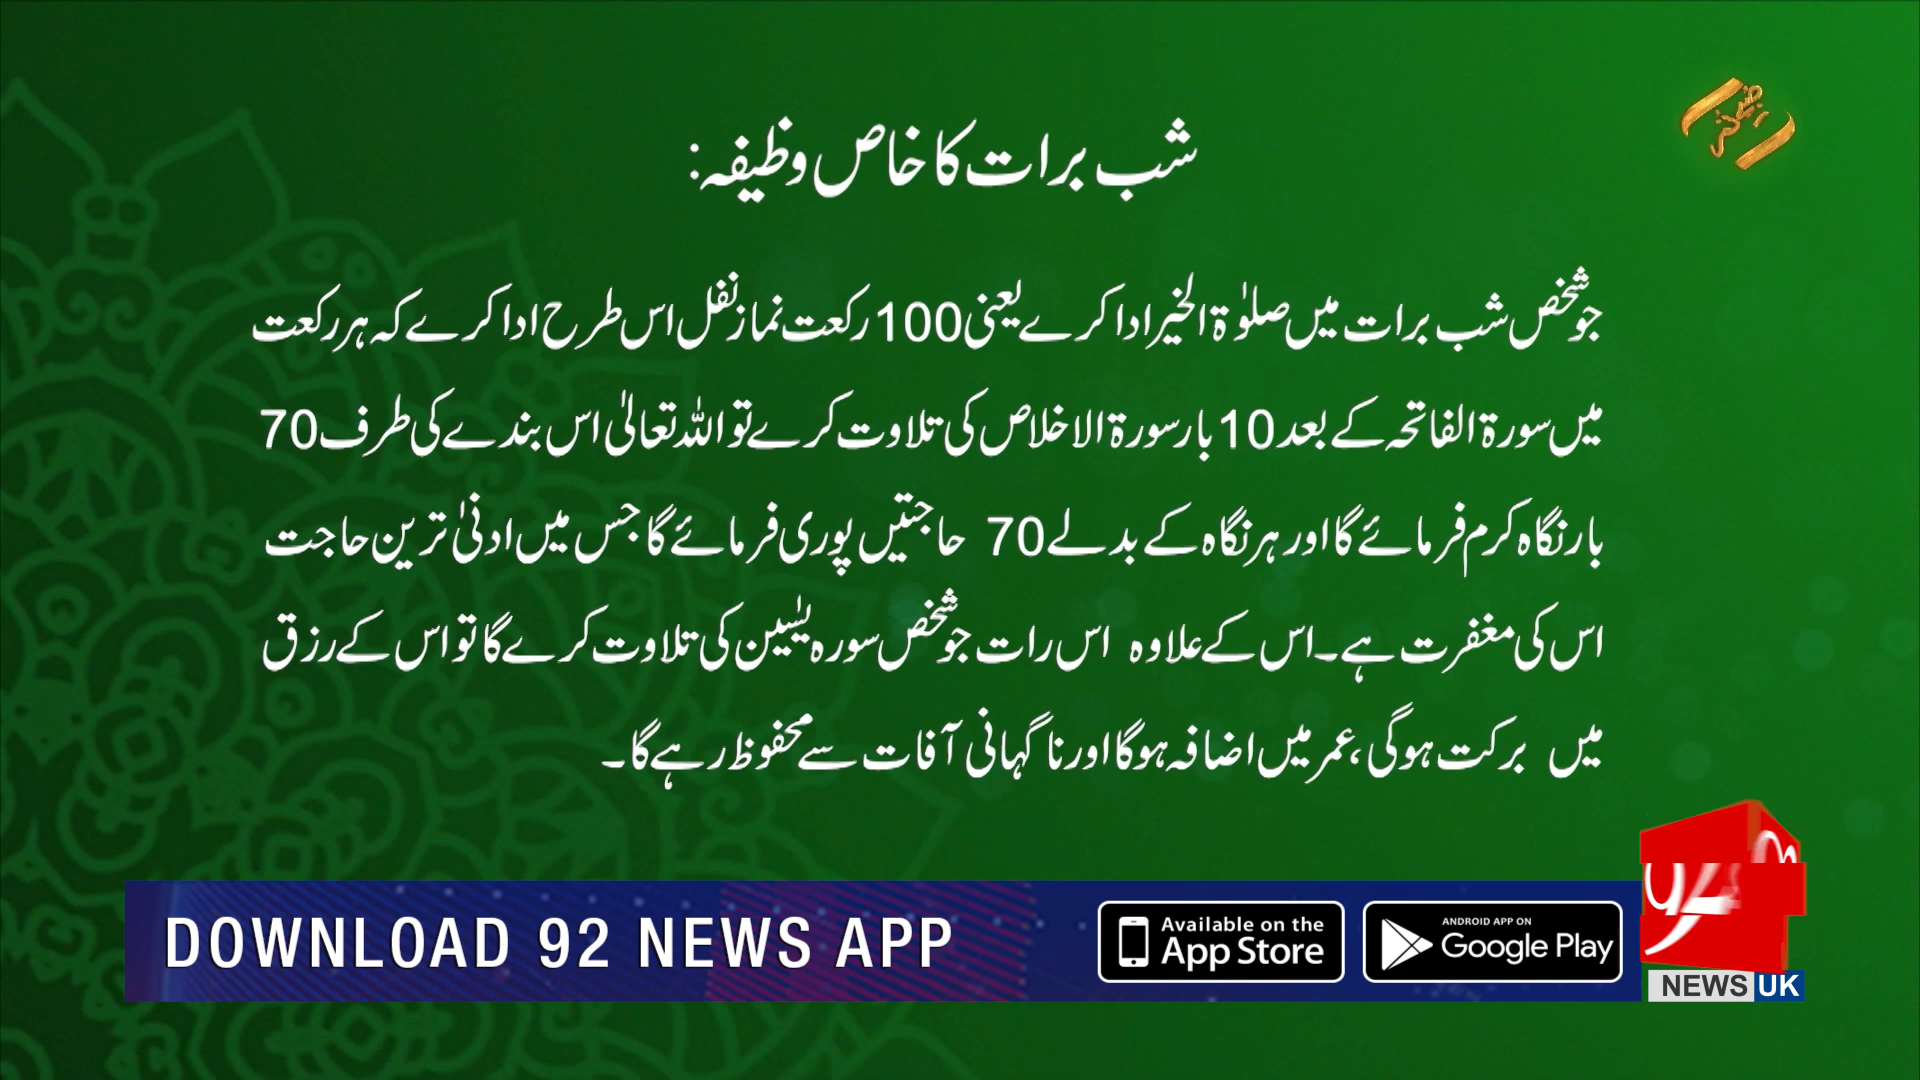 شب برات کا خاص وظیفہ:
جو شخص شب برات میں صلوٰۃ الخیر ادا کرے یعنی 100 رکعت نماز نفل اس طرح ادا کرے کہ ہر رکعت
میں سورۃ الفاتحہ کے بعد 10 بار سورۃ الاخلاص کی تلاوت کرے تو اللہ تعالیٰ اس بندے کی طرف 70
بار نگاہ کرم فرمائے گا اور ہر نگاہ کے بدلے 70 حاجتیں پوری فرمائے گا جس میں ادنیٰ ترین حاجت
اس کی مغفرت ہے۔ اس کے علاوہ اس رات جو شخص سورہ یٰسین کی تلاوت کرے گا تو اس کے رزق
میں برکت ہوگی، عمر میں اضافہ ہوگا اور ناگہانی آفات سے محفوظ رہے گا۔
DOWNLOAD 92 NEWS APP
Available on the
App Store
ANDROID APP ON
Google Play
NEWS UK